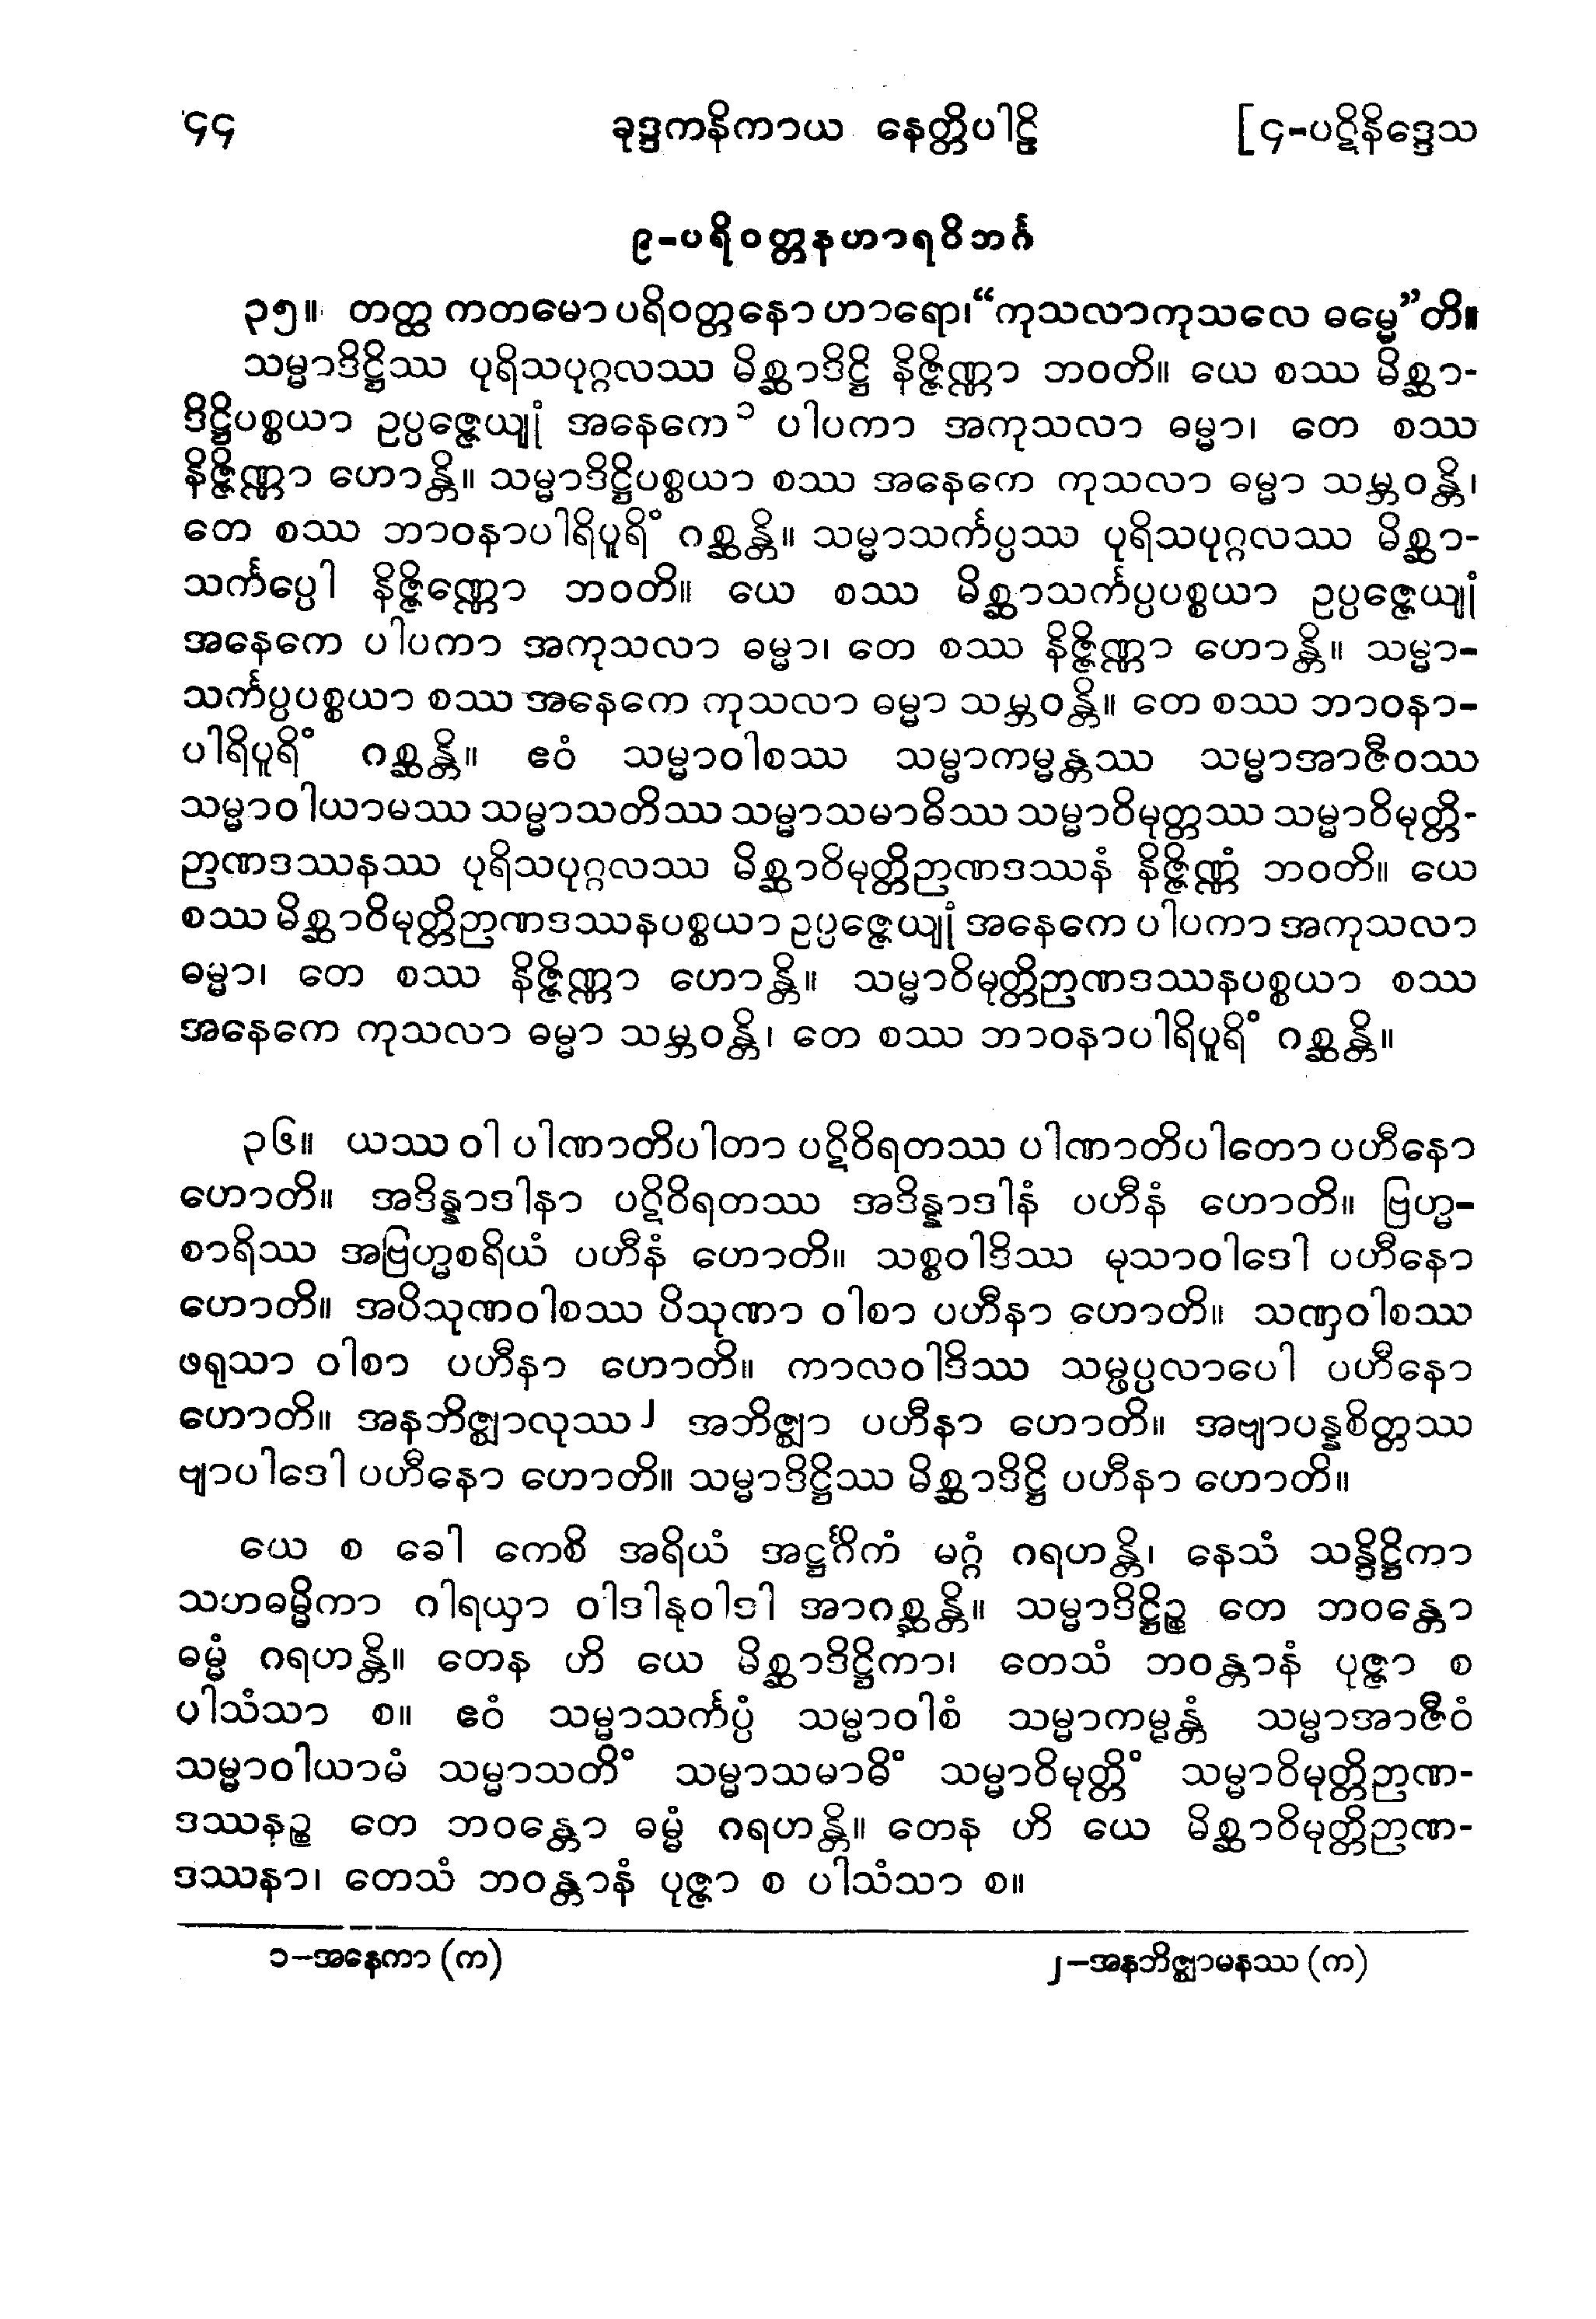 ၄၄ ခုဒ္ဒကနိကာယ နေတ္တိပါဠိ [၄-ပဋိနိဒ္ဒေသ
၉-ပရိဝတ္တနဟာရဝိဘင်္ဂ
၃၅။ တတ္ထ ကတမော ပရိဝတ္တနော ဟာရော၊ “ကုသလာကုသလေ ဓမ္မေ”တိ။
သမ္မာဒိဋ္ဌိဿ ပုရိသပုဂ္ဂလဿ မိစ္ဆာဒိဋ္ဌိ နိဇ္ဇိဏ္ဏာ ဘဝတိ။ ယေ စဿ မိစ္ဆာ-
ဒိဋ္ဌိပစ္စယာ ဥပ္ပဇ္ဇေယျုံ အနေကေ ၁ ပါပကာ အကုသလာ ဓမ္မာ၊ တေ စဿ
နိဇ္ဇိဏ္ဏာ ဟောန္တိ။ သမ္မာဒိဋ္ဌိပစ္စယာ စဿ အနေကေ ကုသလာ ဓမ္မာ သမ္ဘဝန္တိ၊
တေ စဿ ဘာဝနာပါရိပူရိံ ဂစ္ဆန္တိ။ သမ္မာသင်္ကပ္ပဿ ပုရိသပုဂ္ဂလဿ မိစ္ဆာ-
သင်္ကပ္ပေါ နိဇ္ဇိဏ္ဏော ဘဝတိ။ ယေ စဿ မိစ္ဆာသင်္ကပ္ပပစ္စယာ ဥပ္ပဇ္ဇေယျုံ
အနေကေ ပါပကာ အကုသလာ ဓမ္မာ၊ တေ စဿ နိဇ္ဇိဏ္ဏာ ဟောန္တိ။ သမ္မာ-
သင်္ကပ္ပပစ္စယာ စဿ အနေကေ ကုသလာ ဓမ္မာ သမ္ဘဝန္တိ။ တေ စဿ ဘာဝနာ-
ပါရိပူရိံ ဂစ္ဆန္တိ။ ဧဝံ သမ္မာဝါစဿ သမ္မာကမ္မန္တဿ သမ္မာအာဇီဝဿ
သမ္မာဝါယာမဿ သမ္မာသတိဿ သမ္မာသမာဓိဿ သမ္မာဝိမုတ္တဿ သမ္မာဝိမုတ္တိ-
ဉာဏဒဿနဿ ပုရိသပုဂ္ဂလဿ မိစ္ဆာဝိမုတ္တိဉာဏဒဿနံ နိဇ္ဇိဏ္ဏံ ဘဝတိ။ ယေ
စဿ မိစ္ဆာဝိမုတ္တိဉာဏဒဿနပစ္စယာ ဥပ္ပဇ္ဇေယျုံ အနေကေ ပါပကာ အကုသလာ
ဓမ္မာ၊ တေ စဿ နိဇ္ဇိဏ္ဏာ ဟောန္တိ။ သမ္မာဝိမုတ္တိဉာဏဒဿနပစ္စယာ စဿ
အနေကေ ကုသလာ ဓမ္မာ သမ္ဘဝန္တိ၊ တေ စဿ ဘာဝနာပါရိပူရိံ ဂစ္ဆန္တိ။
၃၆။ ယဿ ဝါ ပါဏာတိပါတာ ပဋိဝိရတဿ ပါဏာတိပါတော ပဟီနော
ဟောတိ။ အဒိန္နာဒါနာ ပဋိဝိရတဿ အဒိန္နာဒါနံ ပဟီနံ ဟောတိ။ ဗြဟ္မ-
စာရိဿ အဗြဟ္မစရိယံ ပဟီနံ ဟောတိ။ သစ္စဝါဒိဿ မုသာဝါဒေါ ပဟီနော
ဟောတိ။ အပိသုဏဝါစဿ ပိသုဏာ ဝါစာ ပဟီနာ ဟောတိ။ သဏှဝါစဿ
ဖရုသာ ဝါစာ ပဟီနာ ဟောတိ။ ကာလဝါဒိဿ သမ္ဖပ္ပလာပေါ ပဟီနော
ဟောတိ။ အနဘိဇ္ဈာလုဿ ၂ အဘိဇ္ဈာ ပဟီနာ ဟောတိ။ အဗျာပန္နစိတ္တဿ
ဗျာပါဒေါ ပဟီနော ဟောတိ။ သမ္မာဒိဋ္ဌိဿ မိစ္ဆာဒိဋ္ဌိ ပဟီနာ ဟောတိ။
ယေ စ ခေါ ကေစိ အရိယံ အဋ္ဌင်္ဂိကံ မဂ္ဂံ ဂရဟန္တိ၊ နေသံ သန္ဒိဋ္ဌိကာ
သဟဓမ္မိကာ ဂါရယှာ ဝါဒါနုဝါဒါ အာဂစ္ဆန္တိ။ သမ္မာဒိဋ္ဌိဉ္စ တေ ဘဝန္တော
ဓမ္မံ ဂရဟန္တိ။ တေန ဟိ ယေ မိစ္ဆာဒိဋ္ဌိကာ၊ တေသံ ဘဝန္တာနံ ပုဇ္ဇာ စ
ပါသံသာ စ။ ဧဝံ သမ္မာသင်္ကပ္ပံ သမ္မာဝါစံ သမ္မာကမ္မန္တံ သမ္မာအာဇီဝံ
သမ္မာဝါယာမံ သမ္မာသတိံ သမ္မာသမာဓိံ သမ္မာဝိမုတ္တိံ သမ္မာဝိမုတ္တိဉာဏ-
ဒဿနဉ္စ တေ ဘဝန္တော ဓမ္မံ ဂရဟန္တိ။ တေန ဟိ ယေ မိစ္ဆာဝိမုတ္တိဉာဏ-
ဒဿနာ၊ တေသံ ဘဝန္တာနံ ပုဇ္ဇာ စ ပါသံသာ စ။
၁-အနေကာ (က) ၂-အနဘိဇ္ဈာမနဿ (က)